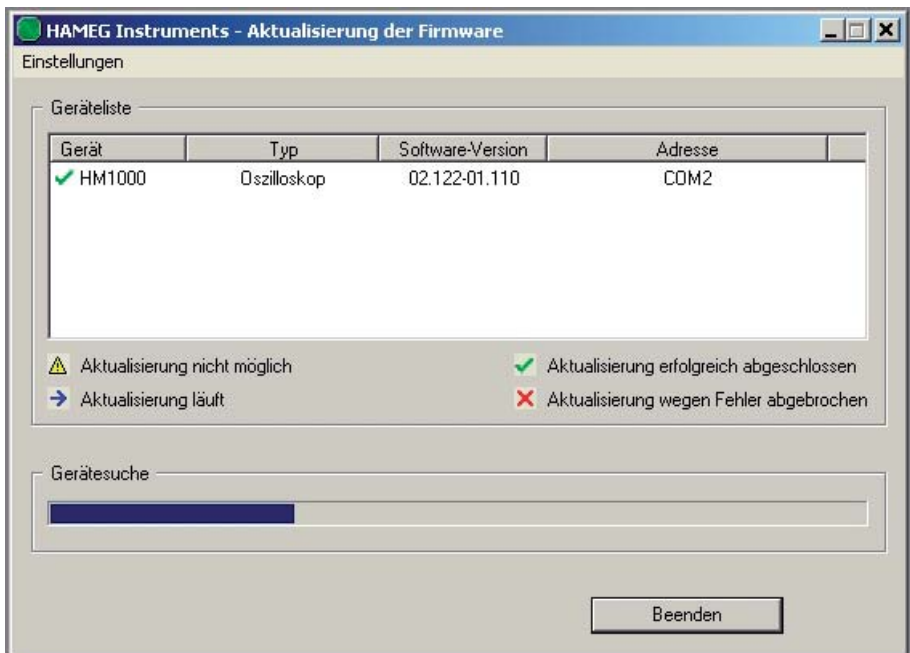 HAMEG Instruments - Aktualisierung der Firmware
Einstellungen
Geräteliste
Gerät Typ Software-Version Adresse
HM1000 Oszilloskop 02.122-01.110 COM2
Aktualisierung nicht möglich Aktualisierung erfolgreich abgeschlossen
Aktualisierung läuft Aktualisierung wegen Fehler abgebrochen
Gerätesuche
Beenden